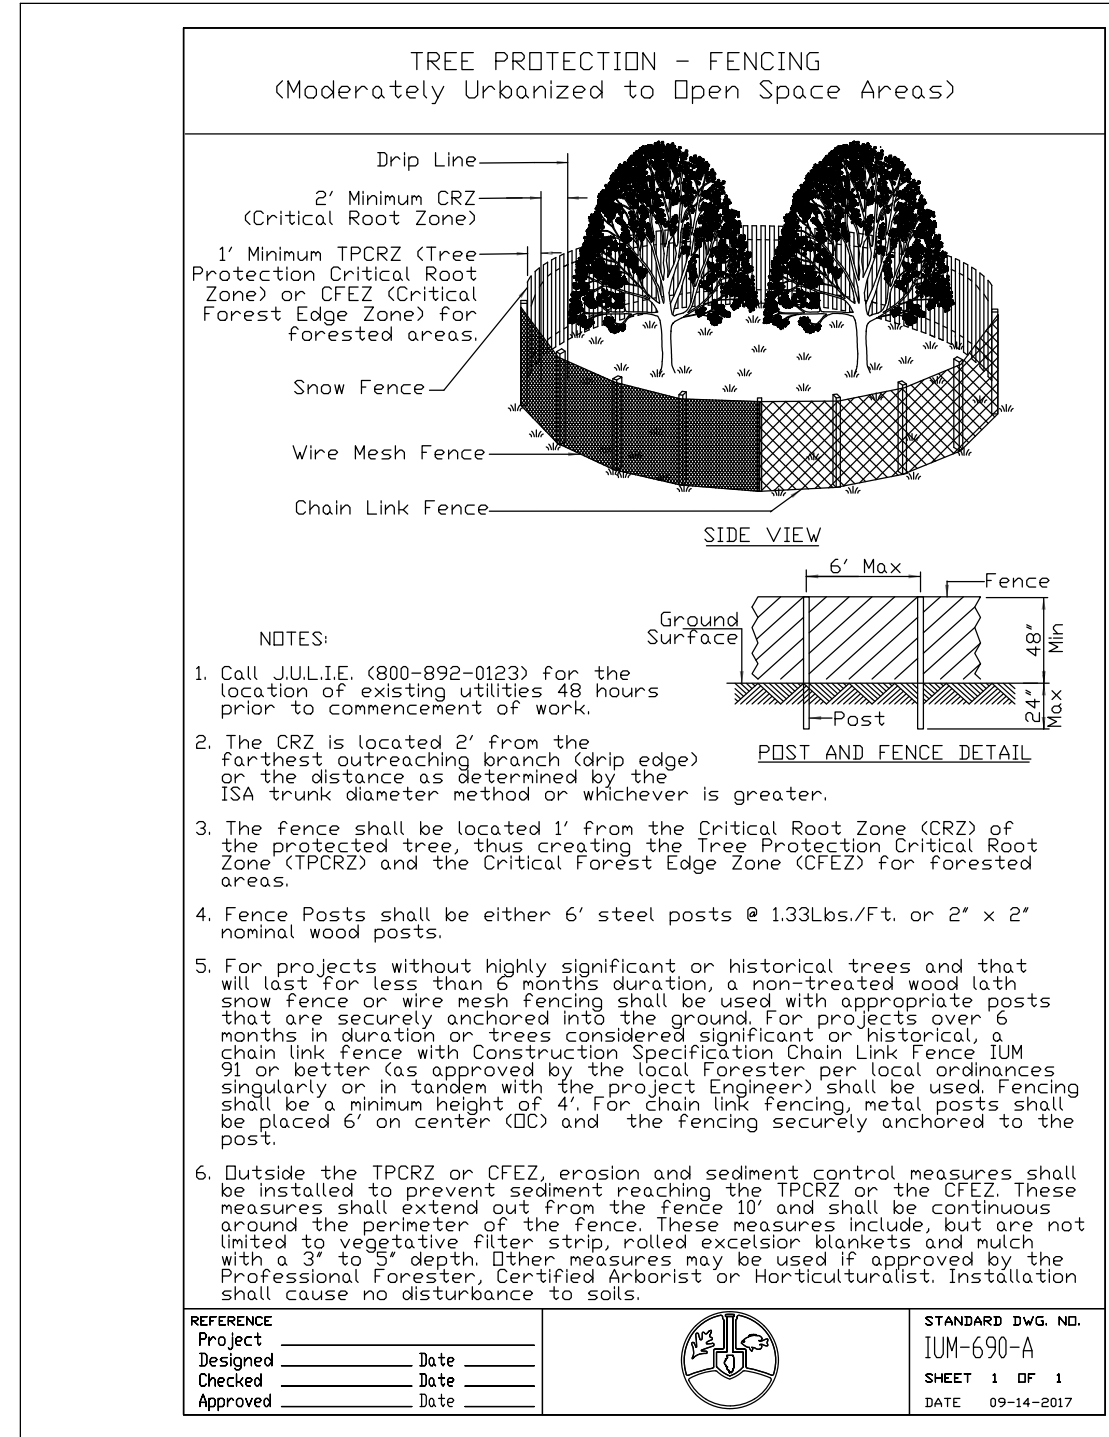 TREE PROTECTION - FENCING
(Moderately Urbanized to Open Space Areas)
Drip Line
2' Minimum CRZ
(Critical Root Zone)
1' Minimum TPCRZ (Tree
Protection Critical Root
Zone) or CFEZ (Critical
Forest Edge Zone) for
forested areas.
Snow Fence
Wire Mesh Fence
Chain Link Fence
SIDE VIEW
6' Max
Fence
Ground
Surface
48"
Min
24"
Max
Post
POST AND FENCE DETAIL
NOTES:
1. Call J.U.L.I.E. (800-892-0123) for the
location of existing utilities 48 hours
prior to commencement of work.
2. The CRZ is located 2' from the
farthest outreaching branch (drip edge)
or the distance as determined by the
ISA trunk diameter method or whichever is greater.
3. The fence shall be located 1' from the Critical Root Zone (CRZ) of
the protected tree, thus creating the Tree Protection Critical Root
Zone (TPCRZ) and the Critical Forest Edge Zone (CFEZ) for forested
areas.
4. Fence Posts shall be either 6' steel posts @ 1.33Lbs./Ft. or 2" x 2"
nominal wood posts.
5. For projects without highly significant or historical trees and that
will last for less than 6 months duration, a non-treated wood lath
snow fence or wire mesh fencing shall be used with appropriate posts
that are securely anchored into the ground. For projects over 6
months in duration or trees considered significant or historical, a
chain link fence with Construction Specification Chain Link Fence IUM
91 or better (as approved by the local Forester per local ordinances
singularly or in tandem with the project Engineer) shall be used. Fencing
shall be a minimum height of 4'. For chain link fencing, metal posts shall
be placed 6' on center (OC) and the fencing securely anchored to the
post.
6. Outside the TPCRZ or CFEZ, erosion and sediment control measures shall
be installed to prevent sediment reaching the TPCRZ or the CFEZ. These
measures shall extend out from the fence 10' and shall be continuous
around the perimeter of the fence. These measures include, but are not
limited to vegetative filter strip, rolled excelsior blankets and mulch
with a 3" to 5" depth. Other measures may be used if approved by the
Professional Forester, Certified Arborist or Horticulturalist. Installation
shall cause no disturbance to soils.
REFERENCE
Project
Designed Date
Checked Date
Approved Date
STANDARD DWG. NO.
IUM-690-A
SHEET 1 OF 1
DATE 09-14-2017